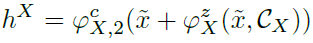 $h^X = \varphi^c_{X,2}(\tilde{x} + \varphi^z_X(\tilde{x}, \mathcal{C}_X))$